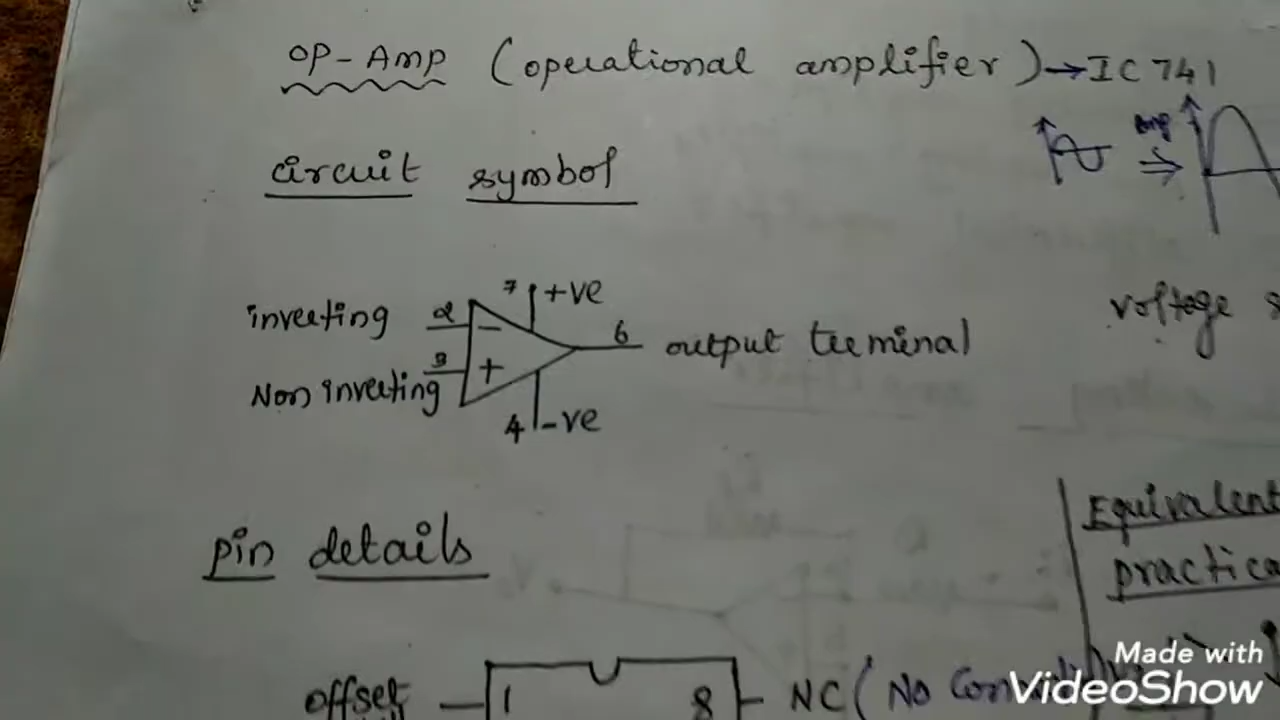 OP-Amp (operational amplifier) → IC 741
Amp
circuit symbol
7 +ve
inverting 2 - 6 output terminal
Non inverting 3 +
4 -ve
voltage
pin details
Equivalent
practica
offset 1 8 NC (No
Made with
VideoShow